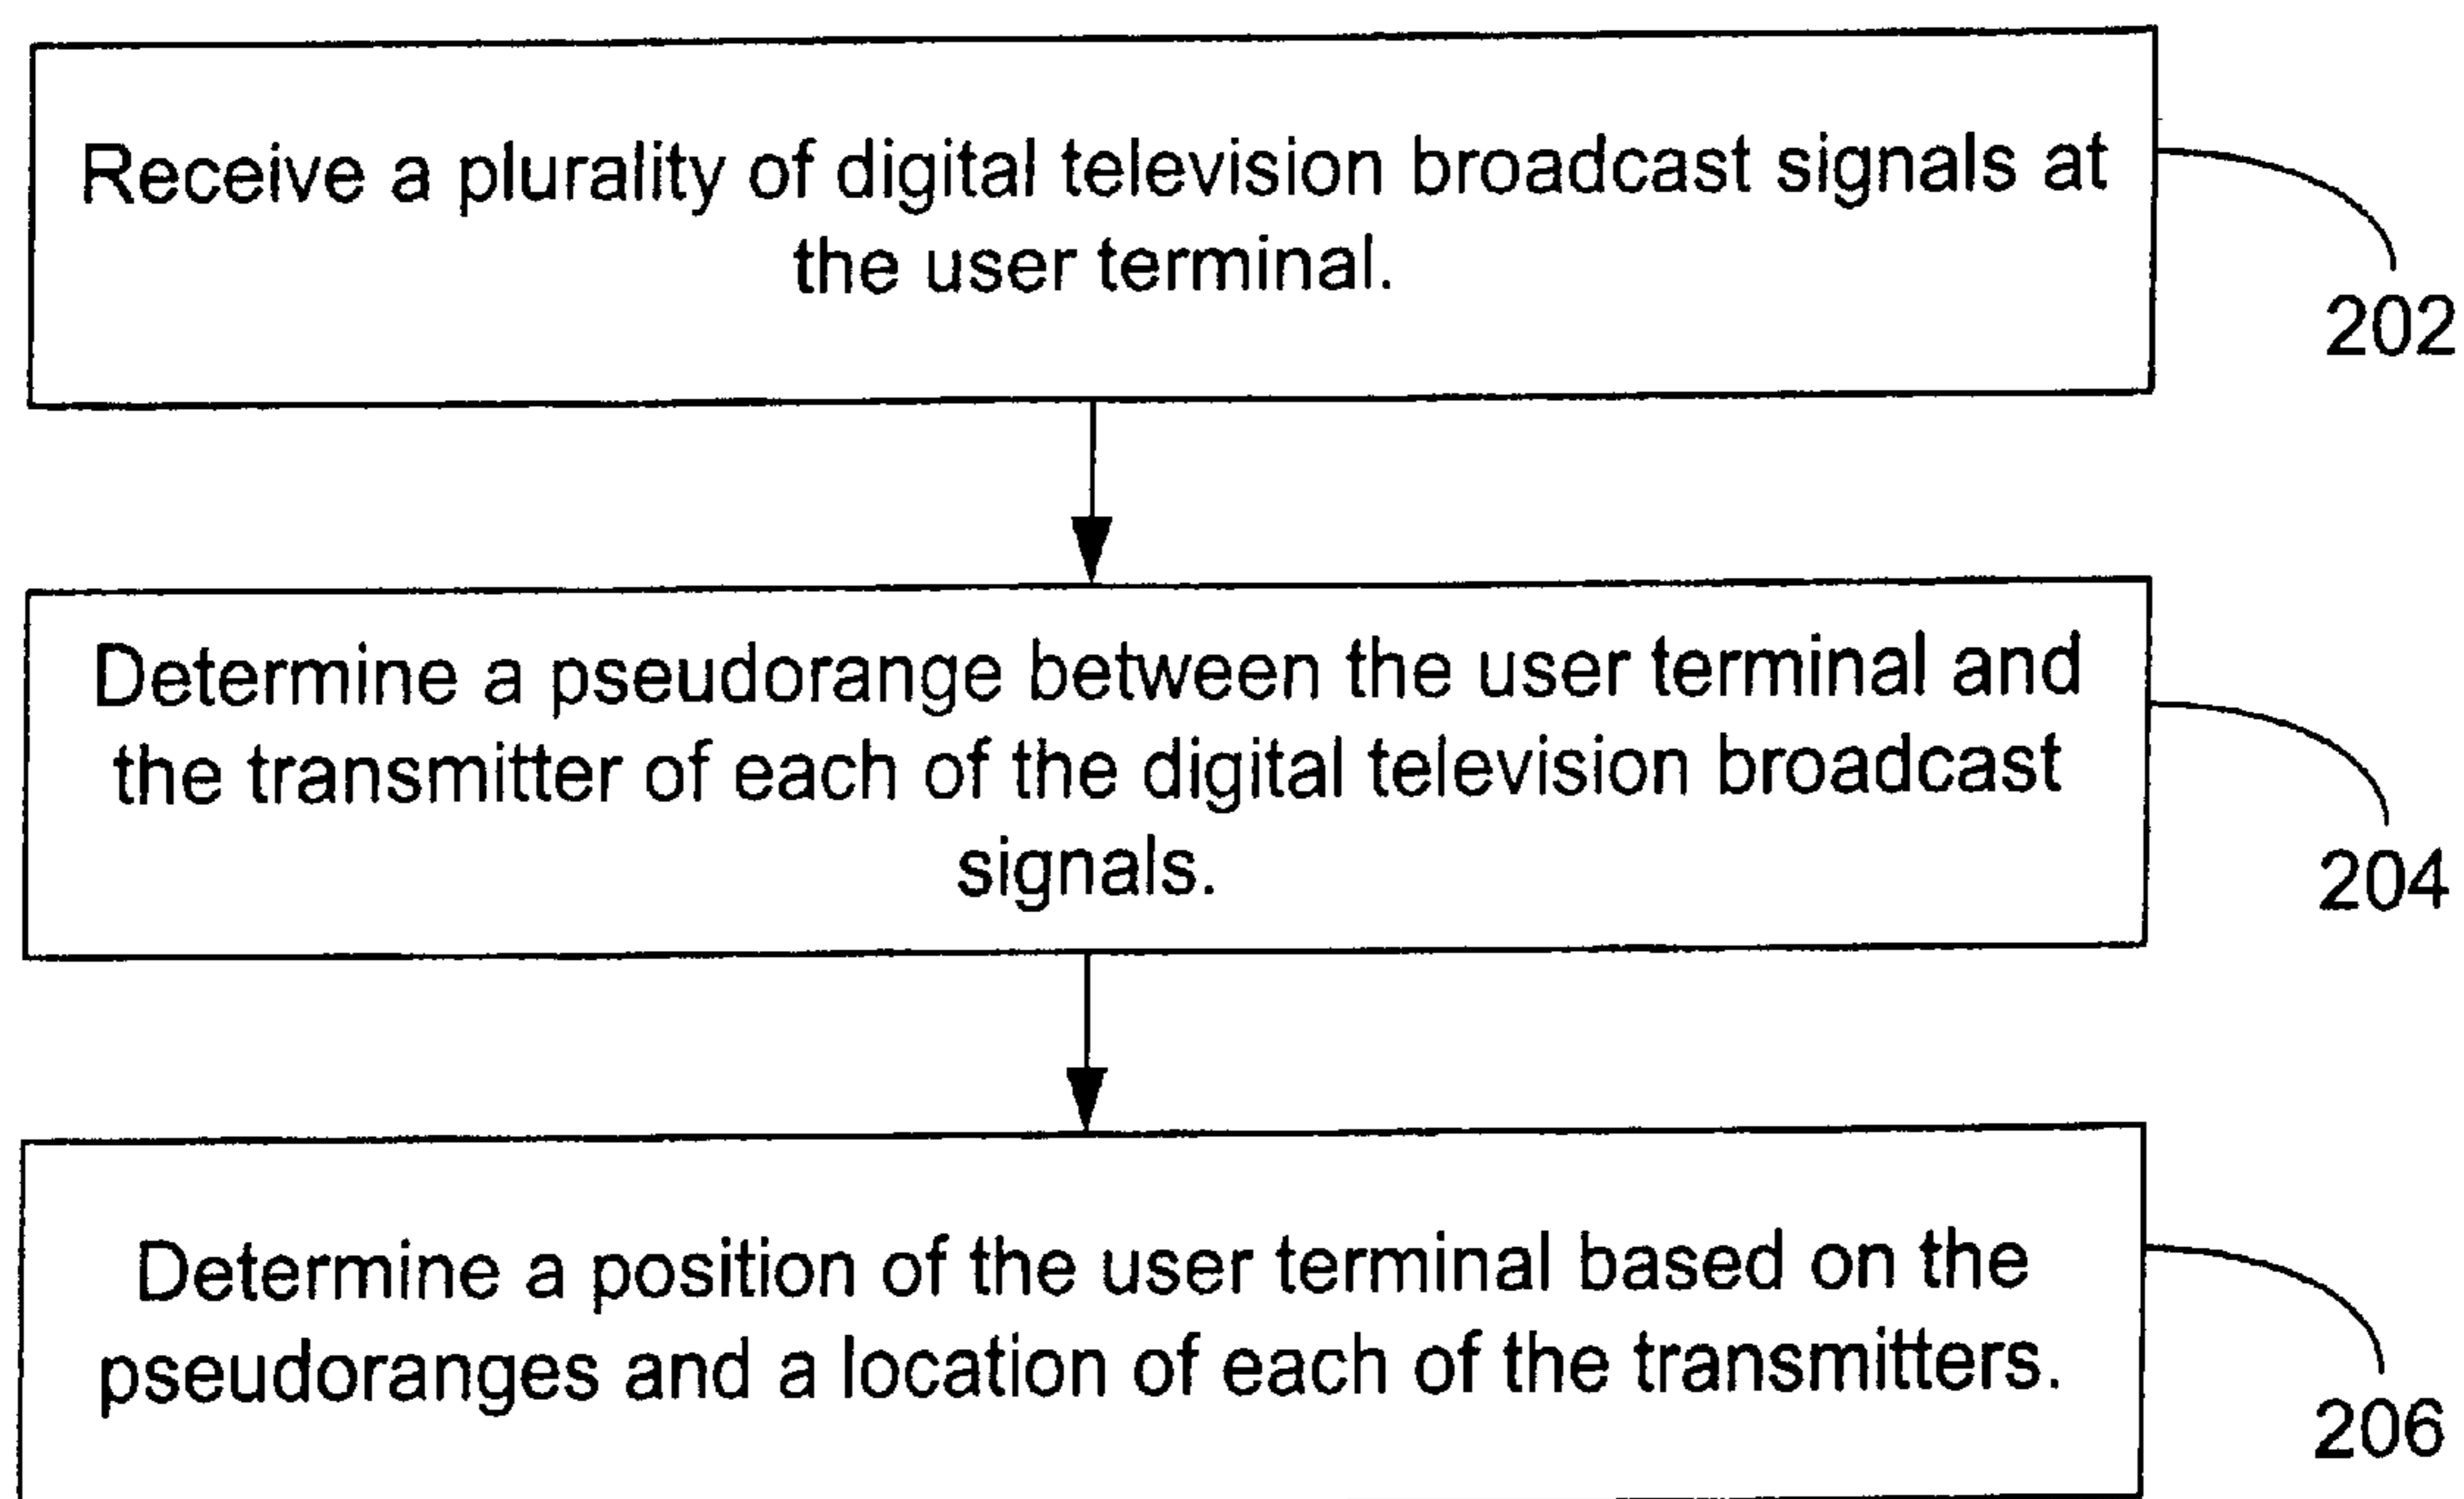 Receive a plurality of digital television broadcast signals at
the user terminal.
202
Determine a pseudorange between the user terminal and
the transmitter of each of the digital television broadcast
signals.
204
Determine a position of the user terminal based on the
pseudoranges and a location of each of the transmitters.
206